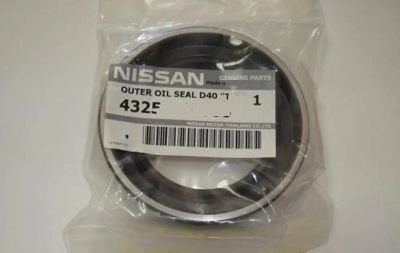 NISSAN GENUINE PARTS
OUTER OIL SEAL D40 "T 1
4325
NISSAN MOTOR (THAILAND) CO.,LTD